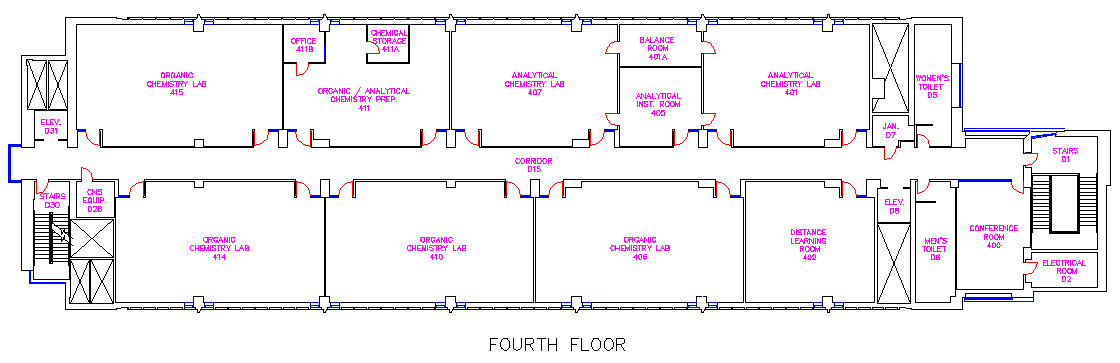 OFFICE
411B
CHEMICAL
STORAGE
411A
BALANCE
ROOM
401A
ORGANIC
CHEMISTRY LAB
415
ORGANIC / ANALYTICAL
CHEMISTRY PREP.
411
ANALYTICAL
CHEMISTRY LAB
407
ANALYTICAL
INST. ROOM
405
ANALYTICAL
CHEMISTRY LAB
401
WOMEN'S
TOILET
D5
ELEV.
D31
JAN.
D7
CORRIDOR
D15
STAIRS
D1
STAIRS
D30
CNS
EQUIP.
D28
ELEV.
D8
ORGANIC
CHEMISTRY LAB
414
ORGANIC
CHEMISTRY LAB
410
ORGANIC
CHEMISTRY LAB
406
DISTANCE
LEARNING
ROOM
402
MEN'S
TOILET
D6
CONFERENCE
ROOM
400
ELECTRICAL
ROOM
D2
FOURTH FLOOR